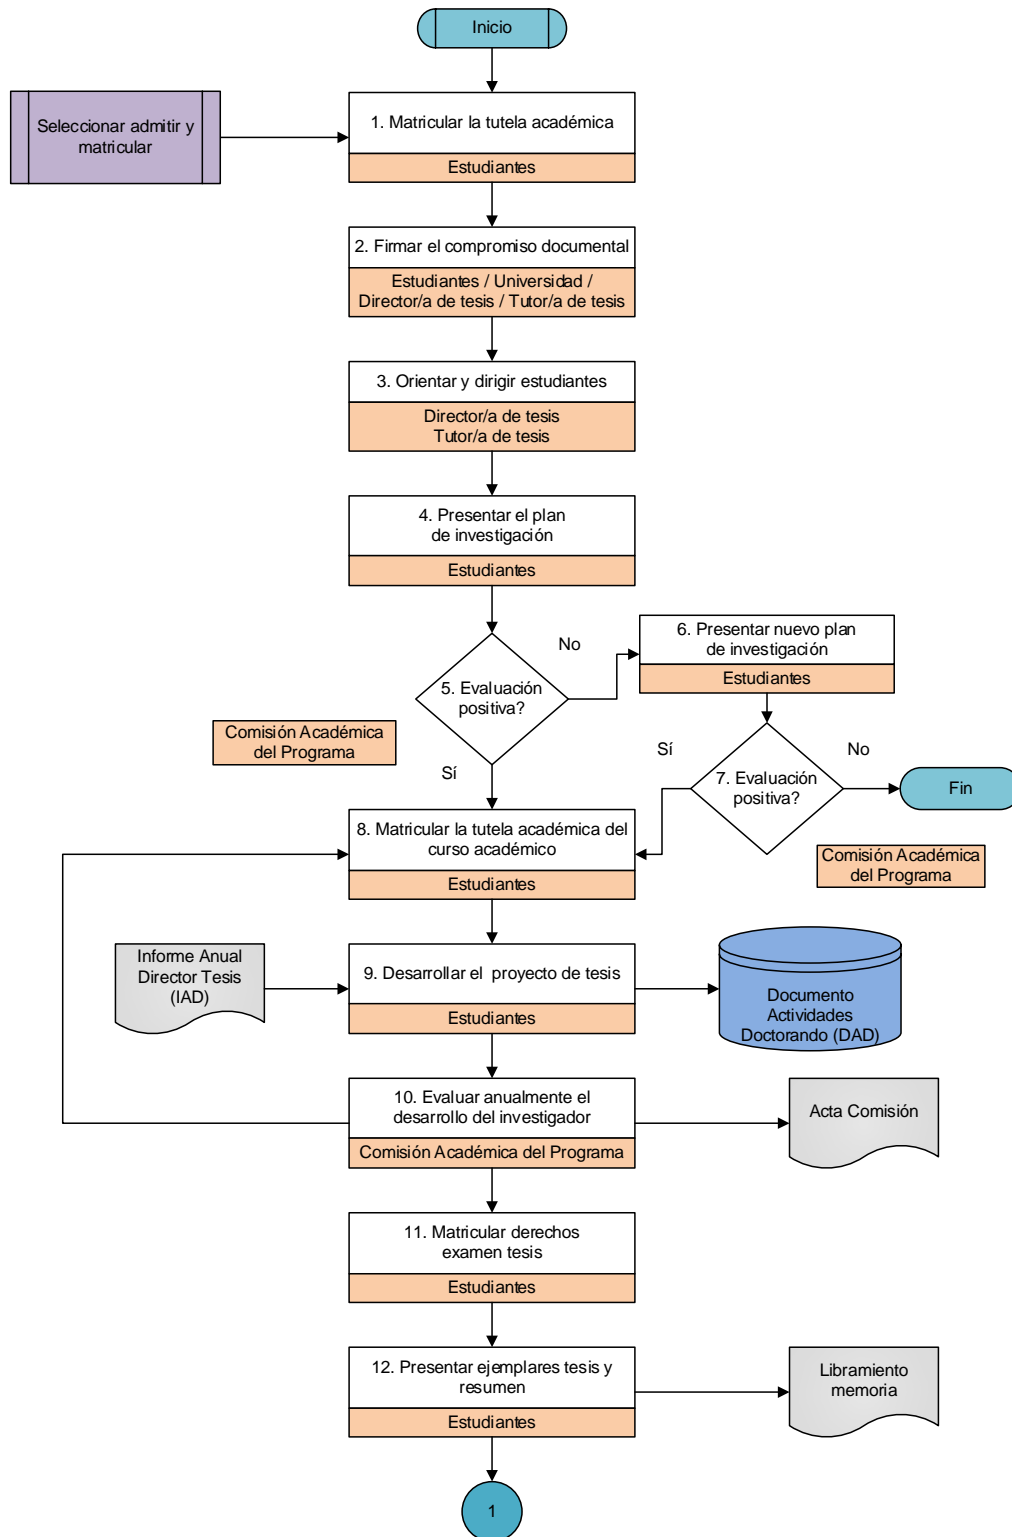 Inicio
Seleccionar admitir y
matricular
1. Matricular la tutela académica
Estudiantes
2. Firmar el compromiso documental
Estudiantes / Universidad /
Director/a de tesis / Tutor/a de tesis
3. Orientar y dirigir estudiantes
Director/a de tesis
Tutor/a de tesis
4. Presentar el plan
de investigación
Estudiantes
5. Evaluación
positiva?
No
6. Presentar nuevo plan
de investigación
Estudiantes
Comisión Académica
del Programa
Sí
Sí
7. Evaluación
positiva?
No
Fin
Comisión Académica
del Programa
8. Matricular la tutela académica del
curso académico
Estudiantes
Informe Anual
Director Tesis
(IAD)
9. Desarrollar el proyecto de tesis
Estudiantes
Documento
Actividades
Doctorando (DAD)
10. Evaluar anualmente el
desarrollo del investigador
Comisión Académica del Programa
Acta Comisión
11. Matricular derechos
examen tesis
Estudiantes
12. Presentar ejemplares tesis y
resumen
Estudiantes
Libramiento
memoria
1